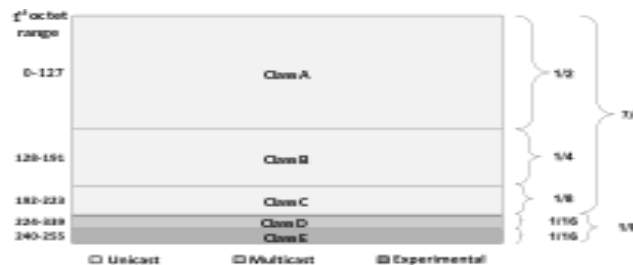 1st octet
range
0-127
Class A
1/2
128-191
Class B
1/4
192-223
Class C
1/8
224-239
Class D
1/16
240-255
Class E
1/16
Unicast
Multicast
Experimental